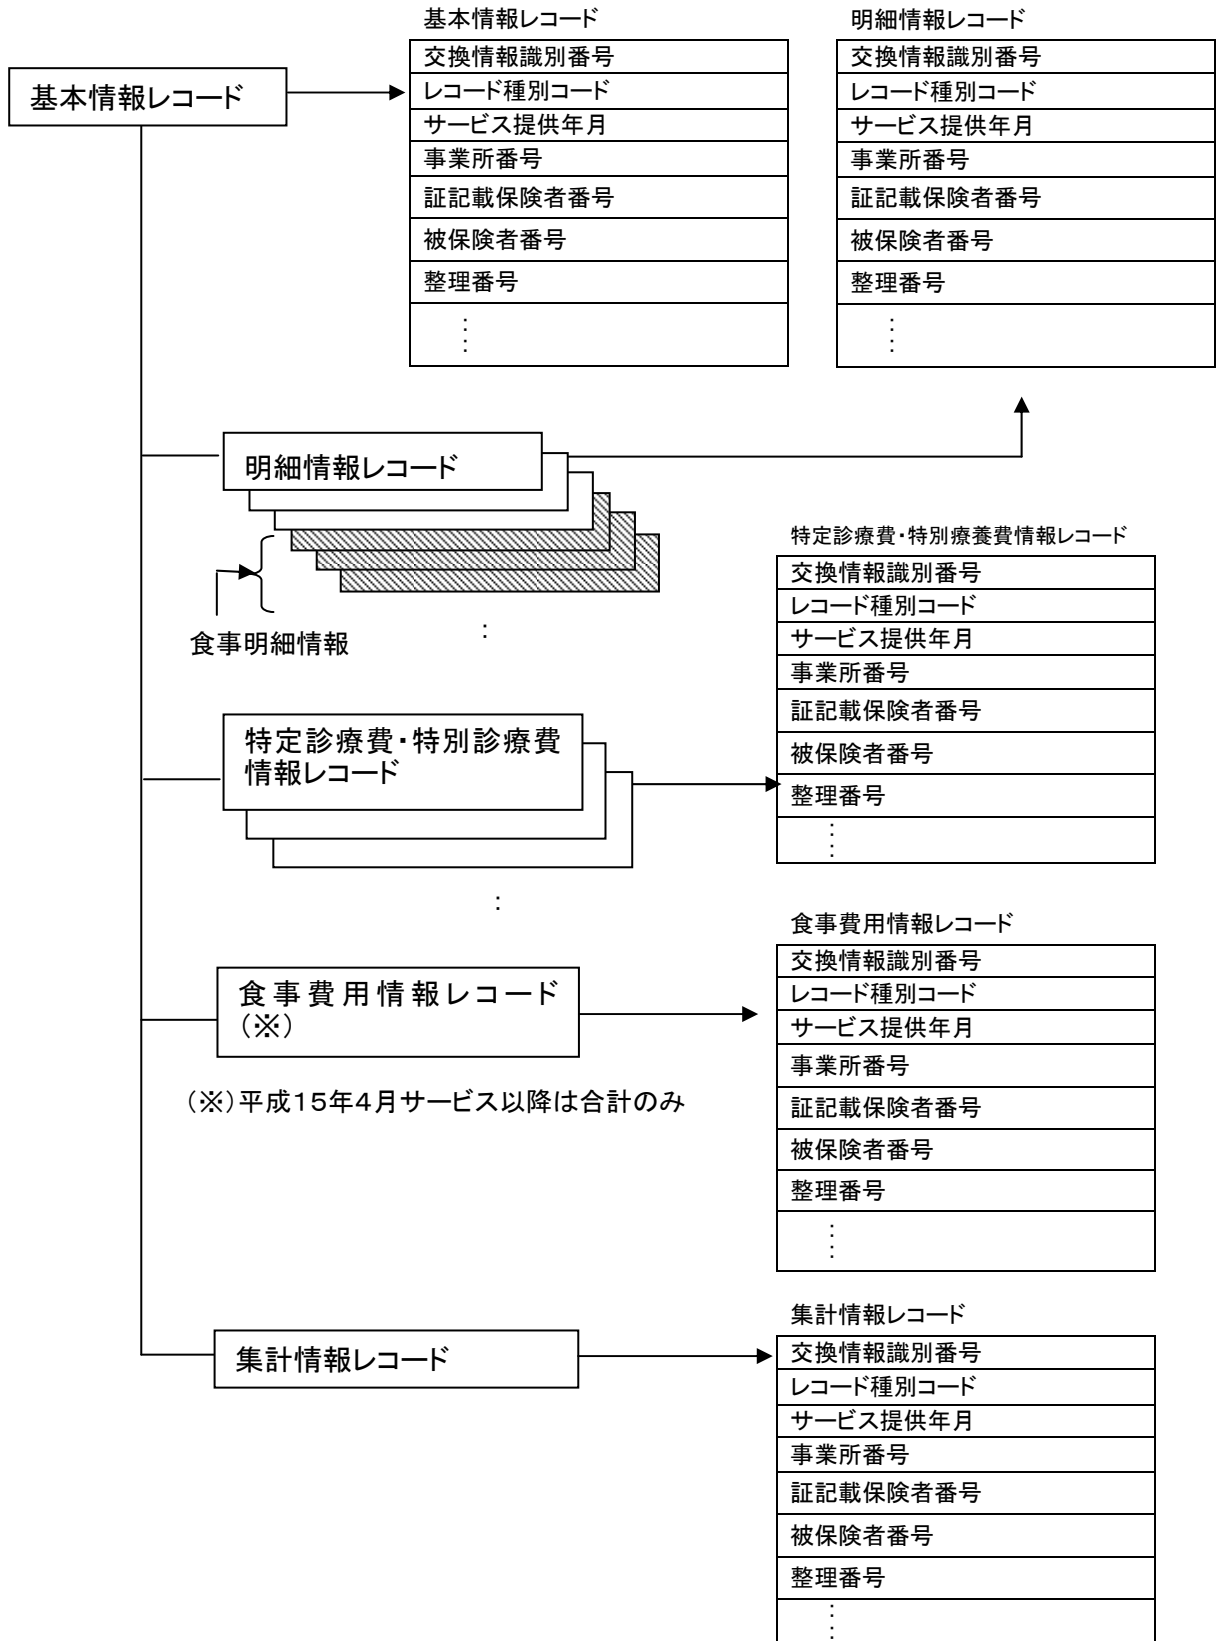 基本情報レコード
基本情報レコード
交換情報識別番号
レコード種別コード
サービス提供年月
事業所番号
証記載保険者番号
被保険者番号
整理番号
:
:
明細情報レコード
交換情報識別番号
レコード種別コード
サービス提供年月
事業所番号
証記載保険者番号
被保険者番号
整理番号
:
:
明細情報レコード
食事明細情報
:
特定診療費・特別療養費情報レコード
交換情報識別番号
レコード種別コード
サービス提供年月
事業所番号
証記載保険者番号
被保険者番号
整理番号
:
:
特定診療費・特別診療費
情報レコード
:
食事費用情報レコード
(※)
(※)平成15年4月サービス以降は合計のみ
食事費用情報レコード
交換情報識別番号
レコード種別コード
サービス提供年月
事業所番号
証記載保険者番号
被保険者番号
整理番号
:
:
集計情報レコード
集計情報レコード
交換情報識別番号
レコード種別コード
サービス提供年月
事業所番号
証記載保険者番号
被保険者番号
整理番号
:
: